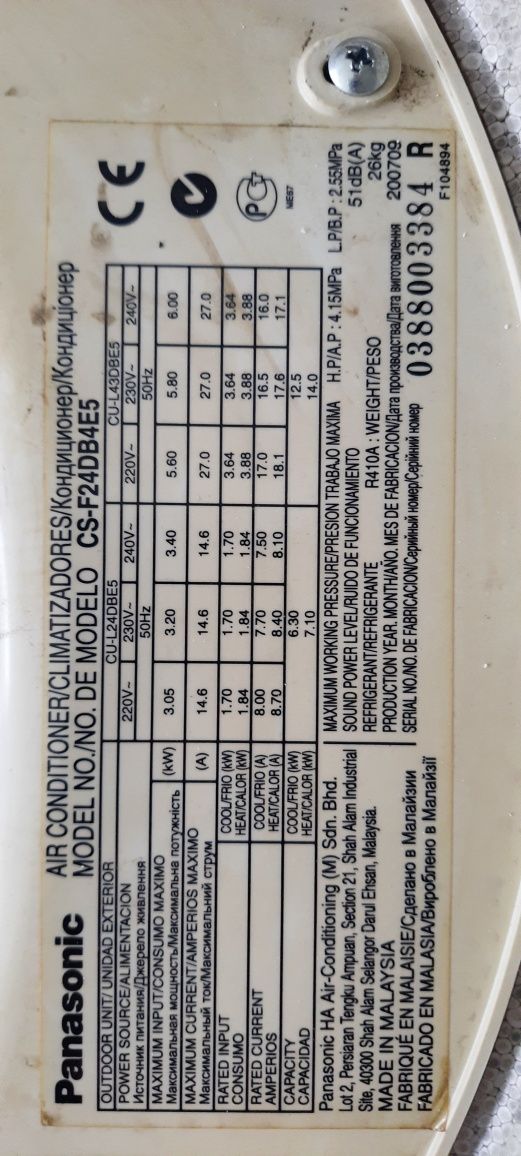 Panasonic
AIR CONDITIONER/CLIMATIZADORES/Кондиционер/Кондицiонер
MODEL NO./NO. DE MODELO CS-F24DB4E5
OUTDOOR UNIT/ UNIDAD EXTERIOR CU-L24DBE5 CU-L43DBE5
POWER SOURCE/ALIMENTACION 220V~ 230V~ 240V~ 220V~ 230V~ 240V~
Источник питания/Джерело живлення 50Hz 50Hz
MAXIMUM INPUT/CONSUMO MAXIMO (kW) 3.05 3.20 3.40 5.60 5.80 6.00
Максимальная мощность/Максимальна потужність
MAXIMUM CURRENT/AMPERIOS MAXIMO (A) 14.6 14.6 14.6 27.0 27.0 27.0
Максимальный ток/Максимальний струм
RATED INPUT COOL/FRIO (kW) 1.70 1.70 1.70 3.64 3.64 3.64
CONSUMO HEAT/CALOR (kW) 1.84 1.84 1.84 3.88 3.88 3.88
RATED CURRENT COOL/FRIO (A) 8.00 7.70 7.50 17.0 16.5 16.0
AMPERIOS HEAT/CALOR (A) 8.70 8.40 8.10 18.1 17.6 17.1
CAPACITY COOL/FRIO (kW) 6.30 12.5
CAPACIDAD HEAT/CALOR (kW) 7.10 14.0
ME67
Panasonic HA Air-Conditioning (M) Sdn. Bhd.
Lot 2, Persiaran Tengku Ampuan, Section 21, Shah Alam Industrial
Site, 40300 Shah Alam Selangor Darul Ehsan, Malaysia.
MADE IN MALAYSIA
FABRIQUÉ EN MALAISIE/Сделано в Малайзии
FABRICADO EN MALASIA/Вироблено в Малайзії
MAXIMUM WORKING PRESSURE/PRESION TRABAJO MAXIMA H.P/A.P : 4.15MPa L.P/B.P : 2.55MPa
SOUND POWER LEVEL/RUIDO DE FUNCIONAMIENTO 51dB(A)
REFRIGERANT/REFRIGERANTE R410A : WEIGHT/PESO 26kg
PRODUCTION YEAR. MONTH/AÑO. MES DE FABRICACION/Дата производства/Дата виготовлення 200709
SERIAL NO./NO. DE FABRICACION/Серийный номер/Серійний номер 0388003384 R
F104894